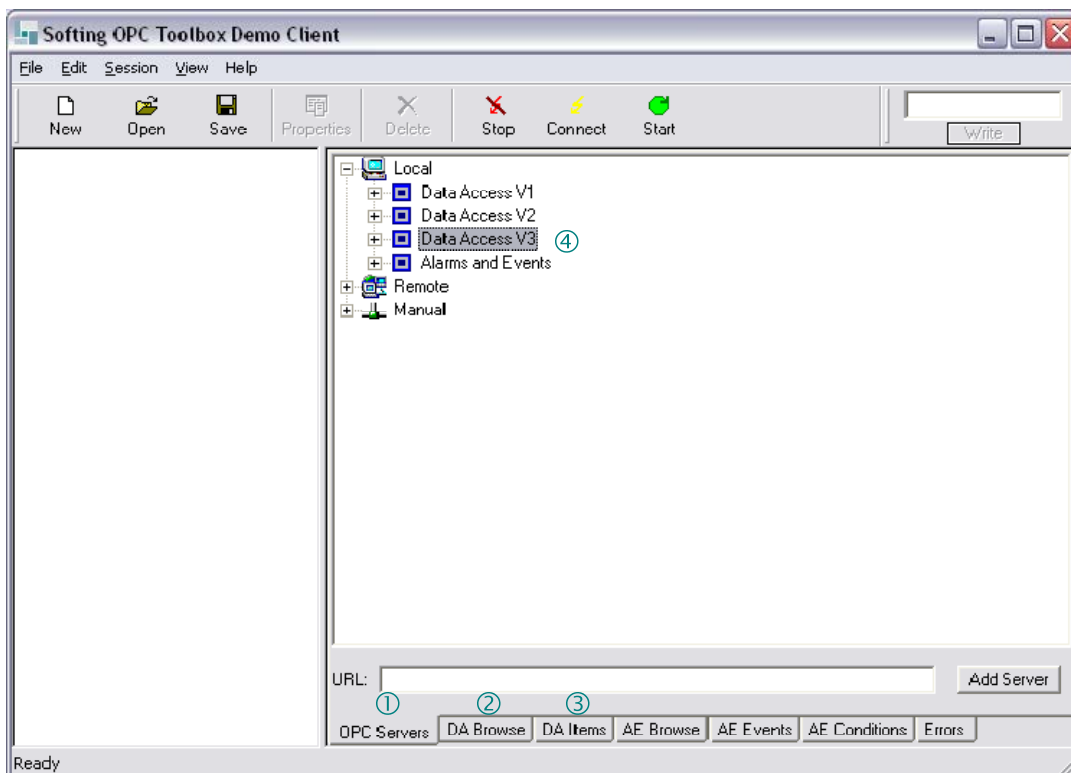 Softing OPC Toolbox Demo Client
File Edit Session View Help
New Open Save Properties Delete Stop Connect Start Write
Local
Data Access V1
Data Access V2
Data Access V3 ④
Alarms and Events
Remote
Manual
URL: Add Server
① ② ③
OPC Servers DA Browse DA Items AE Browse AE Events AE Conditions Errors
Ready